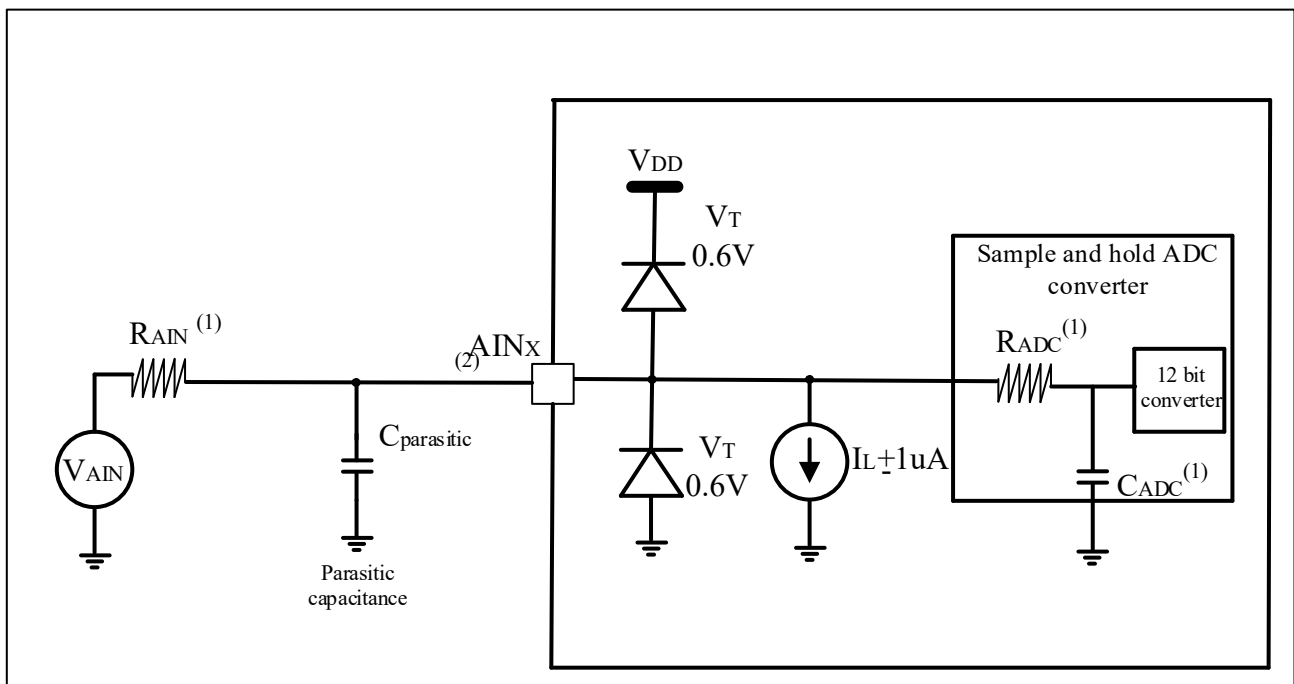 VDD
VT
0.6V
Sample and hold ADC
converter
RAIN (1)
(2)AINX
RADC(1)
12 bit
converter
VAIN
Cparasitic
VT
0.6V
IL±1uA
CADC(1)
Parasitic
capacitance